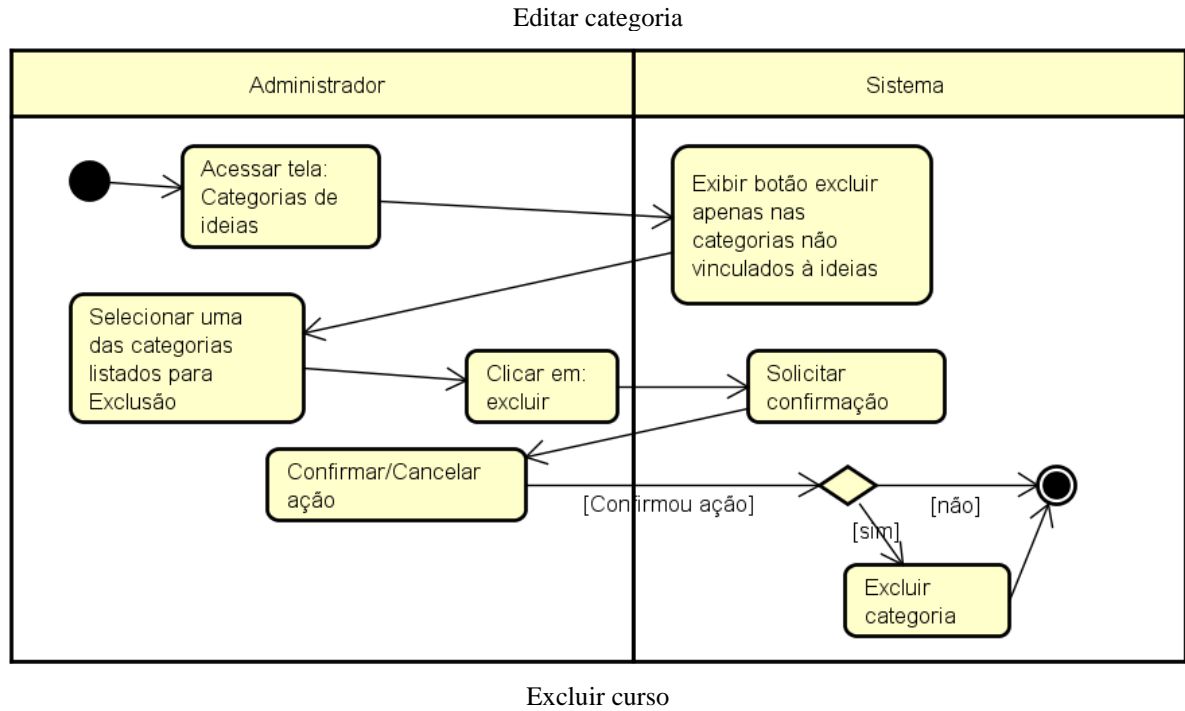 Editar categoria
Administrador
Sistema
Acessar tela:
Categorias de
ideias
Exibir botão excluir
apenas nas
categorias não
vinculados à ideias
Selecionar uma
das categorias
listados para
Exclusão
Clicar em:
excluir
Solicitar
confirmação
Confirmar/Cancelar
ação
[Confirmou ação]
[não]
[sim]
Excluir
categoria
Excluir curso